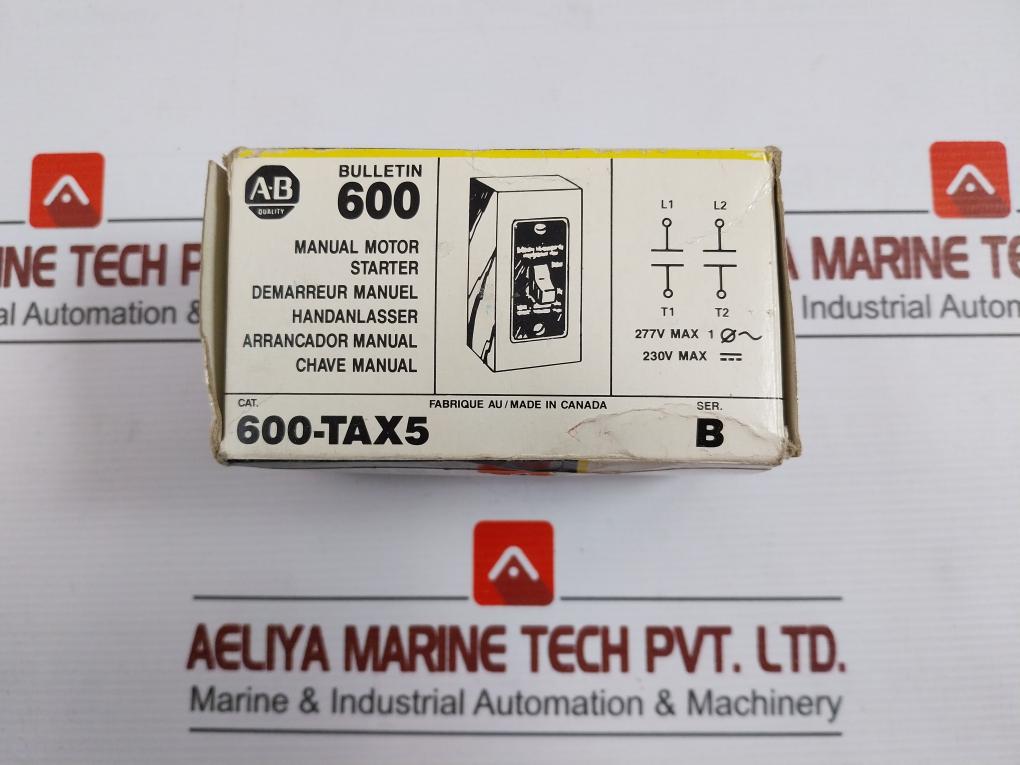 A-B
QUALITY
BULLETIN
600
MANUAL MOTOR
STARTER
DEMARREUR MANUEL
HANDANLASSER
ARRANCADOR MANUAL
CHAVE MANUAL
L1 L2
T1 T2
277V MAX 1
230V MAX
CAT.
600-TAX5
FABRIQUE AU/MADE IN CANADA
SER.
B
INE TECH P
al Automation &
A MARINE TE
Industrial Autom
AELIYA MARINE TECH PVT. LTD.
Marine & Industrial Automation & Machinery